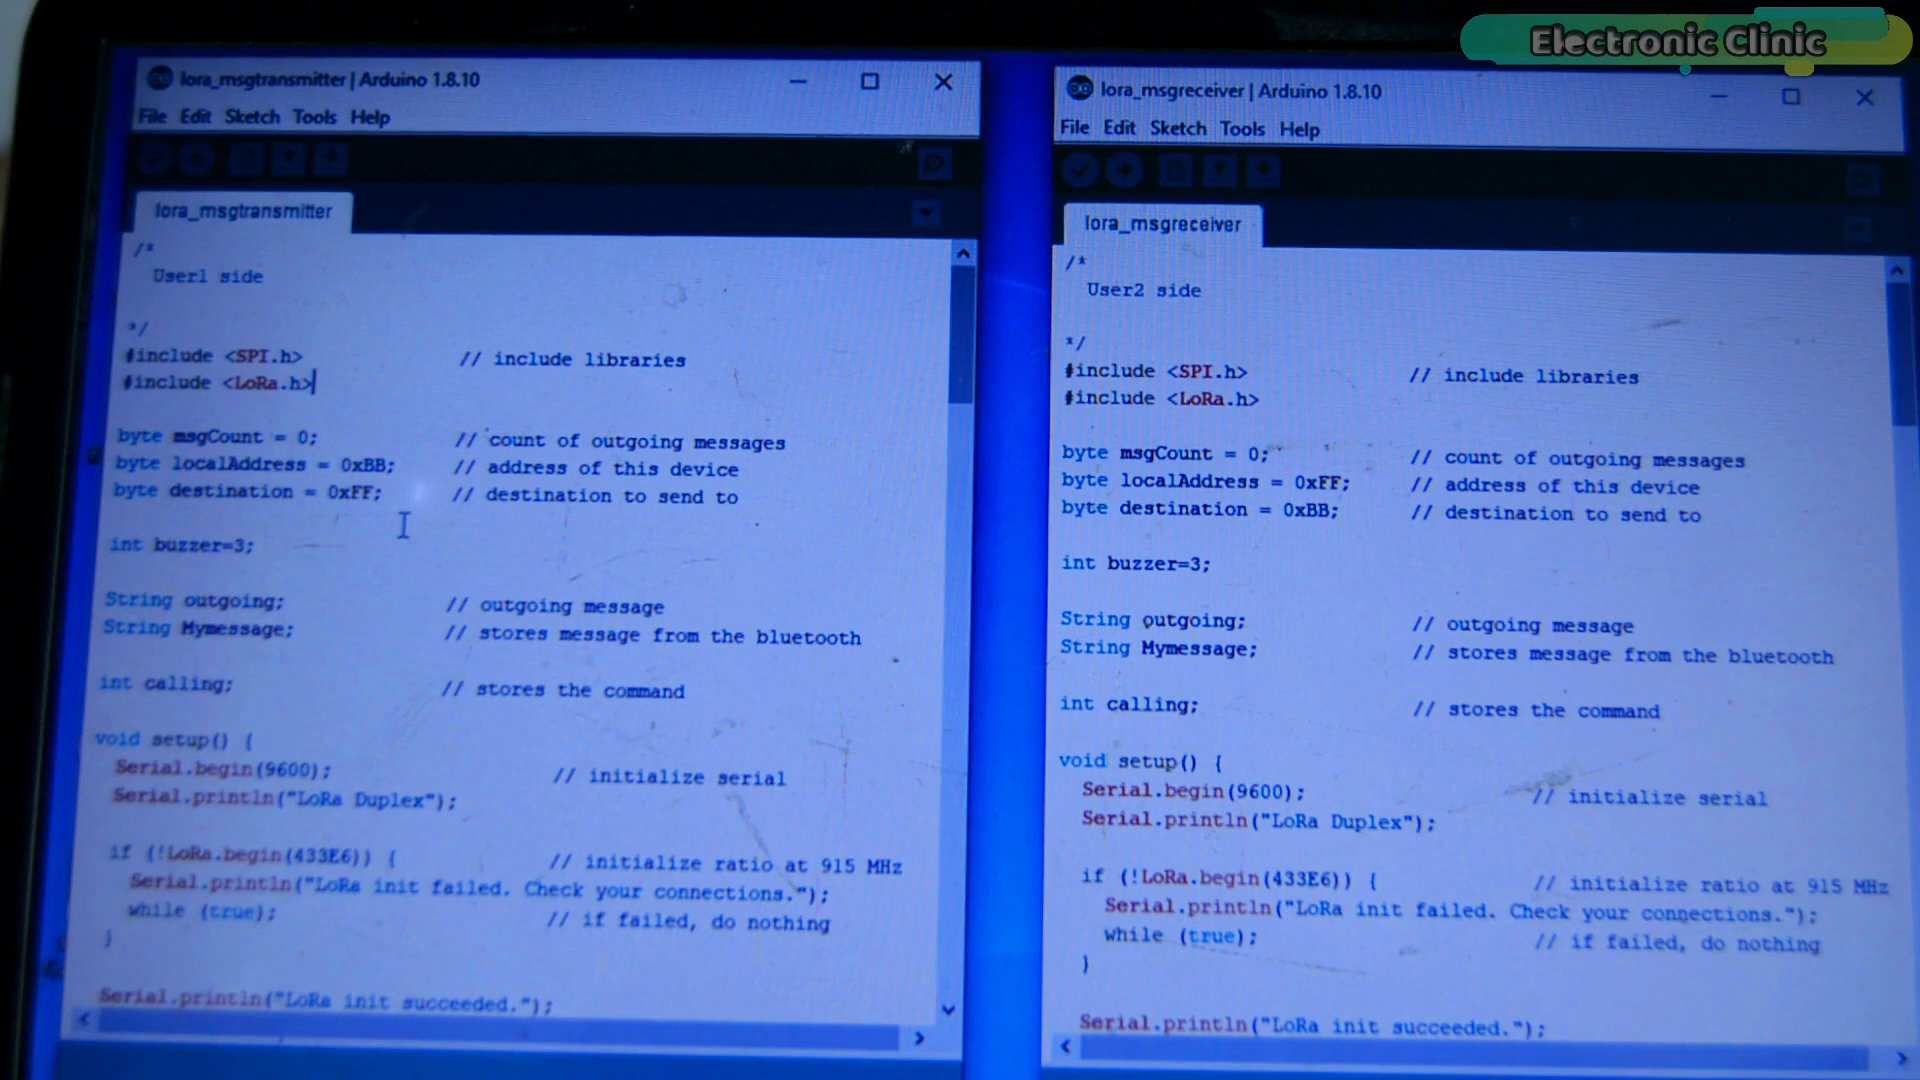 Electronic Clinic
lora_msgtransmitter | Arduino 1.8.10
File Edit Sketch Tools Help
lora_msgtransmitter
/*
User1 side
*/
#include <SPI.h> // include libraries
#include <LoRa.h>
byte msgCount = 0; // count of outgoing messages
byte localAddress = 0xBB; // address of this device
byte destination = 0xFF; // destination to send to
int buzzer=3;
String outgoing; // outgoing message
String Mymessage; // stores message from the bluetooth
int calling; // stores the command
void setup() {
Serial.begin(9600); // initialize serial
Serial.println("LoRa Duplex");
if (!LoRa.begin(433E6)) { // initialize ratio at 915 MHz
Serial.println("LoRa init failed. Check your connections.");
while (true); // if failed, do nothing
}
Serial.println("LoRa init succeeded.");
lora_msgreceiver | Arduino 1.8.10
File Edit Sketch Tools Help
lora_msgreceiver
/*
User2 side
*/
#include <SPI.h> // include libraries
#include <LoRa.h>
byte msgCount = 0; // count of outgoing messages
byte localAddress = 0xFF; // address of this device
byte destination = 0xBB; // destination to send to
int buzzer=3;
String outgoing; // outgoing message
String Mymessage; // stores message from the bluetooth
int calling; // stores the command
void setup() {
Serial.begin(9600); // initialize serial
Serial.println("LoRa Duplex");
if (!LoRa.begin(433E6)) { // initialize ratio at 915 MHz
Serial.println("LoRa init failed. Check your connections.");
while (true); // if failed, do nothing
}
Serial.println("LoRa init succeeded.");